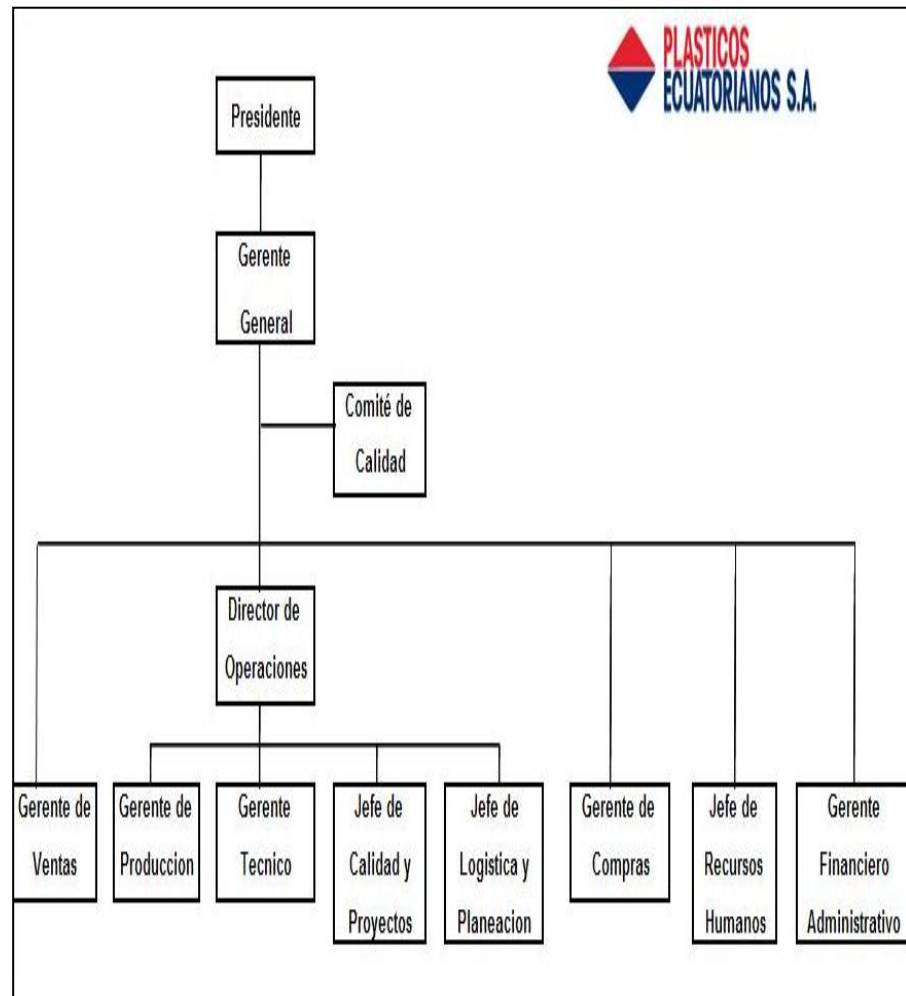 PLASTICOS
ECUATORIANOS S.A.
Presidente
Gerente
General
Comité de
Calidad
Director de
Operaciones
Gerente de
Ventas
Gerente de
Produccion
Gerente
Tecnico
Jefe de
Calidad y
Proyectos
Jefe de
Logistica y
Planeacion
Gerente de
Compras
Jefe de
Recursos
Humanos
Gerente
Financiero
Administrativo